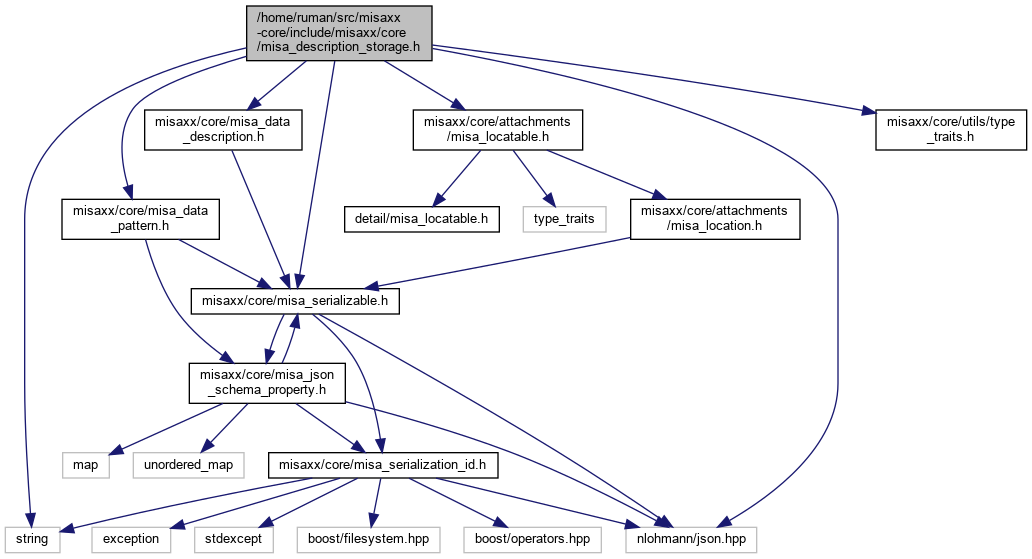 /home/ruman/src/misaxx
-core/include/misaxx/core
/misa_description_storage.h
misaxx/core/misa_data
_description.h
misaxx/core/attachments
/misa_locatable.h
misaxx/core/utils/type
_traits.h
misaxx/core/misa_data
_pattern.h
detail/misa_locatable.h
type_traits
misaxx/core/attachments
/misa_location.h
misaxx/core/misa_serializable.h
misaxx/core/misa_json
_schema_property.h
map
unordered_map
misaxx/core/misa_serialization_id.h
string
exception
stdexcept
boost/filesystem.hpp
boost/operators.hpp
nlohmann/json.hpp